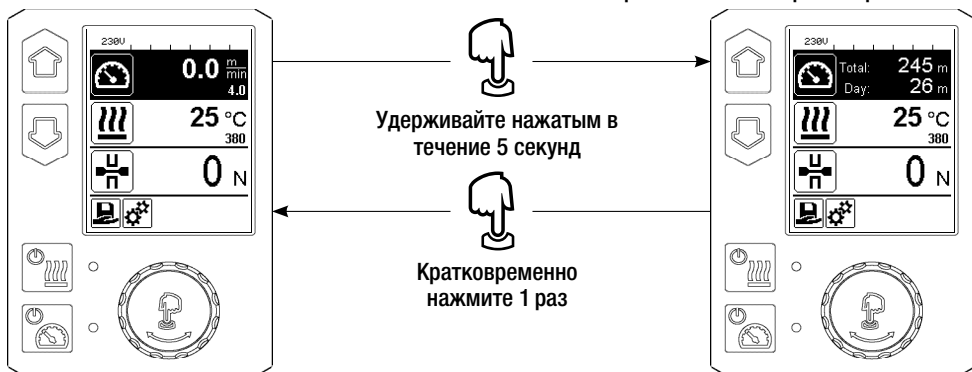 230V
0.0 m/min
4.0
25 °C
380
0 N
Удерживайте нажатым в
течение 5 секунд
Кратковременно
нажмите 1 раз
230V
Total: 245 m
Day: 26 m
25 °C
380
0 N